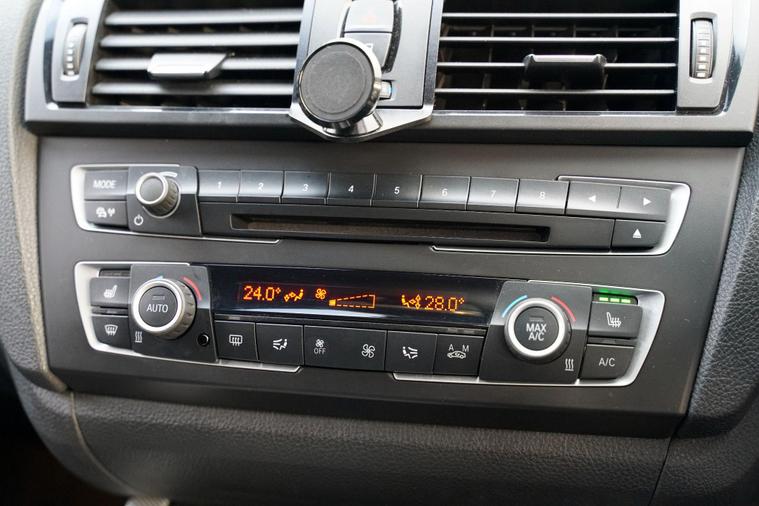 MODE 1 2 3 4 5 6 7 8
24.0° 28.0°
AUTO MAX A/C
OFF A M A/C